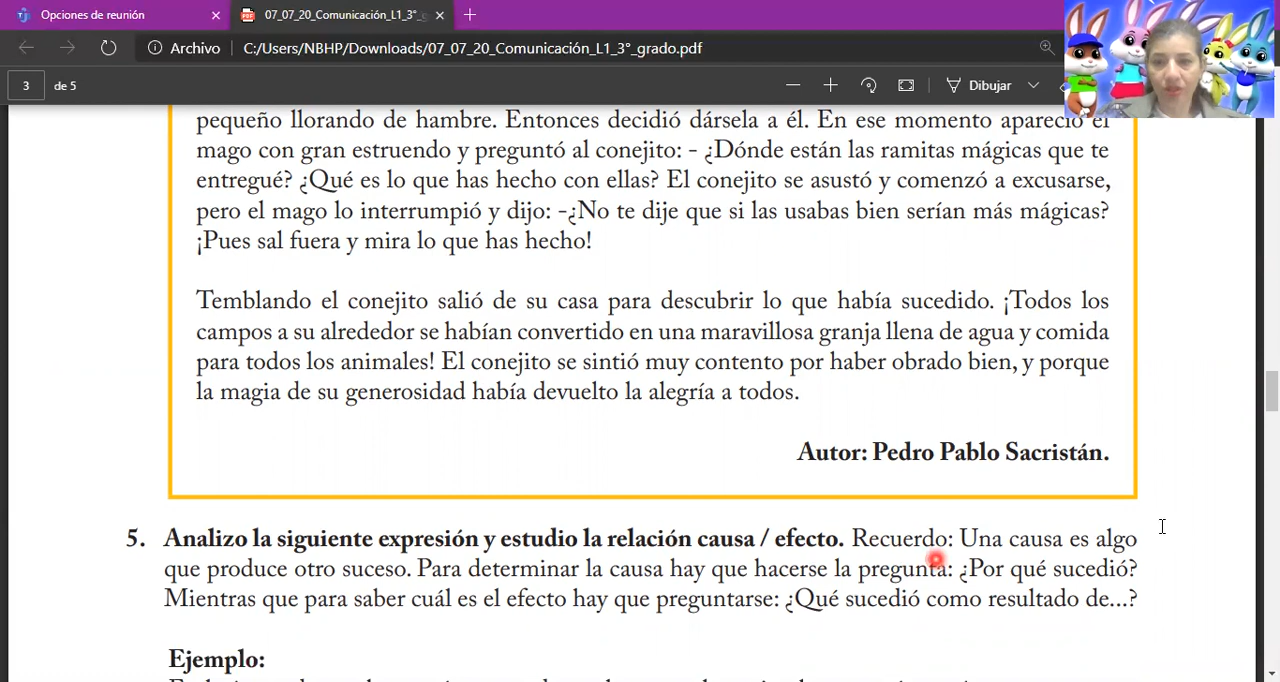 Opciones de reunión
07_07_20_Comunicación_L1_3°_g
Archivo
C:/Users/NBHP/Downloads/07_07_20_Comunicación_L1_3°_grado.pdf
3 de 5
Dibujar
pequeño llorando de hambre. Entonces decidió dársela a él. En ese momento apareció el
mago con gran estruendo y preguntó al conejito: - ¿Dónde están las ramitas mágicas que te
entregué? ¿Qué es lo que has hecho con ellas? El conejito se asustó y comenzó a excusarse,
pero el mago lo interrumpió y dijo: -¿No te dije que si las usabas bien serían más mágicas?
¡Pues sal fuera y mira lo que has hecho!
Temblando el conejito salió de su casa para descubrir lo que había sucedido. ¡Todos los
campos a su alrededor se habían convertido en una maravillosa granja llena de agua y comida
para todos los animales! El conejito se sintió muy contento por haber obrado bien, y porque
la magia de su generosidad había devuelto la alegría a todos.
Autor: Pedro Pablo Sacristán.
5. Analizo la siguiente expresión y estudio la relación causa / efecto. Recuerdo: Una causa es algo
que produce otro suceso. Para determinar la causa hay que hacerse la pregunta: ¿Por qué sucedió?
Mientras que para saber cuál es el efecto hay que preguntarse: ¿Qué sucedió como resultado de...?
Ejemplo: